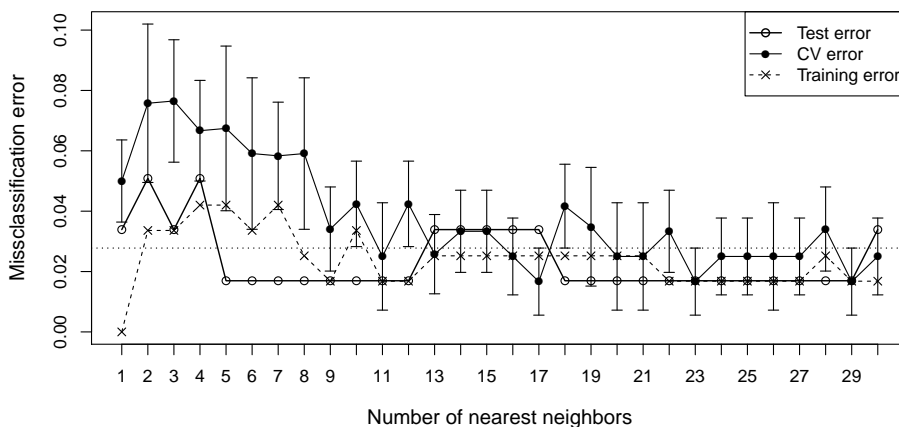 Missclassification error
0.00
0.02
0.04
0.06
0.08
0.10
Test error
CV error
Training error
1 2 3 4 5 6 7 8 9 11 13 15 17 19 21 23 25 27 29
Number of nearest neighbors